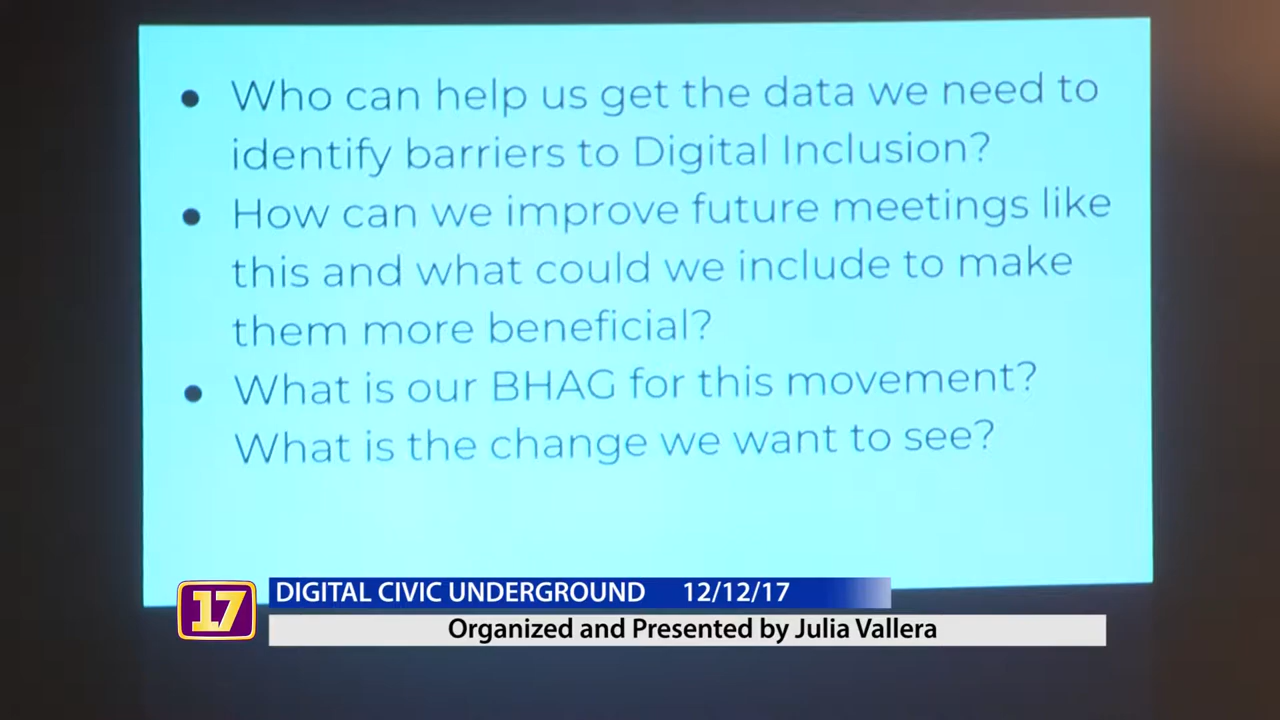 • Who can help us get the data we need to
identify barriers to Digital Inclusion?
• How can we improve future meetings like
this and what could we include to make
them more beneficial?
• What is our BHAG for this movement?
What is the change we want to see?
17
DIGITAL CIVIC UNDERGROUND 12/12/17
Organized and Presented by Julia Vallera